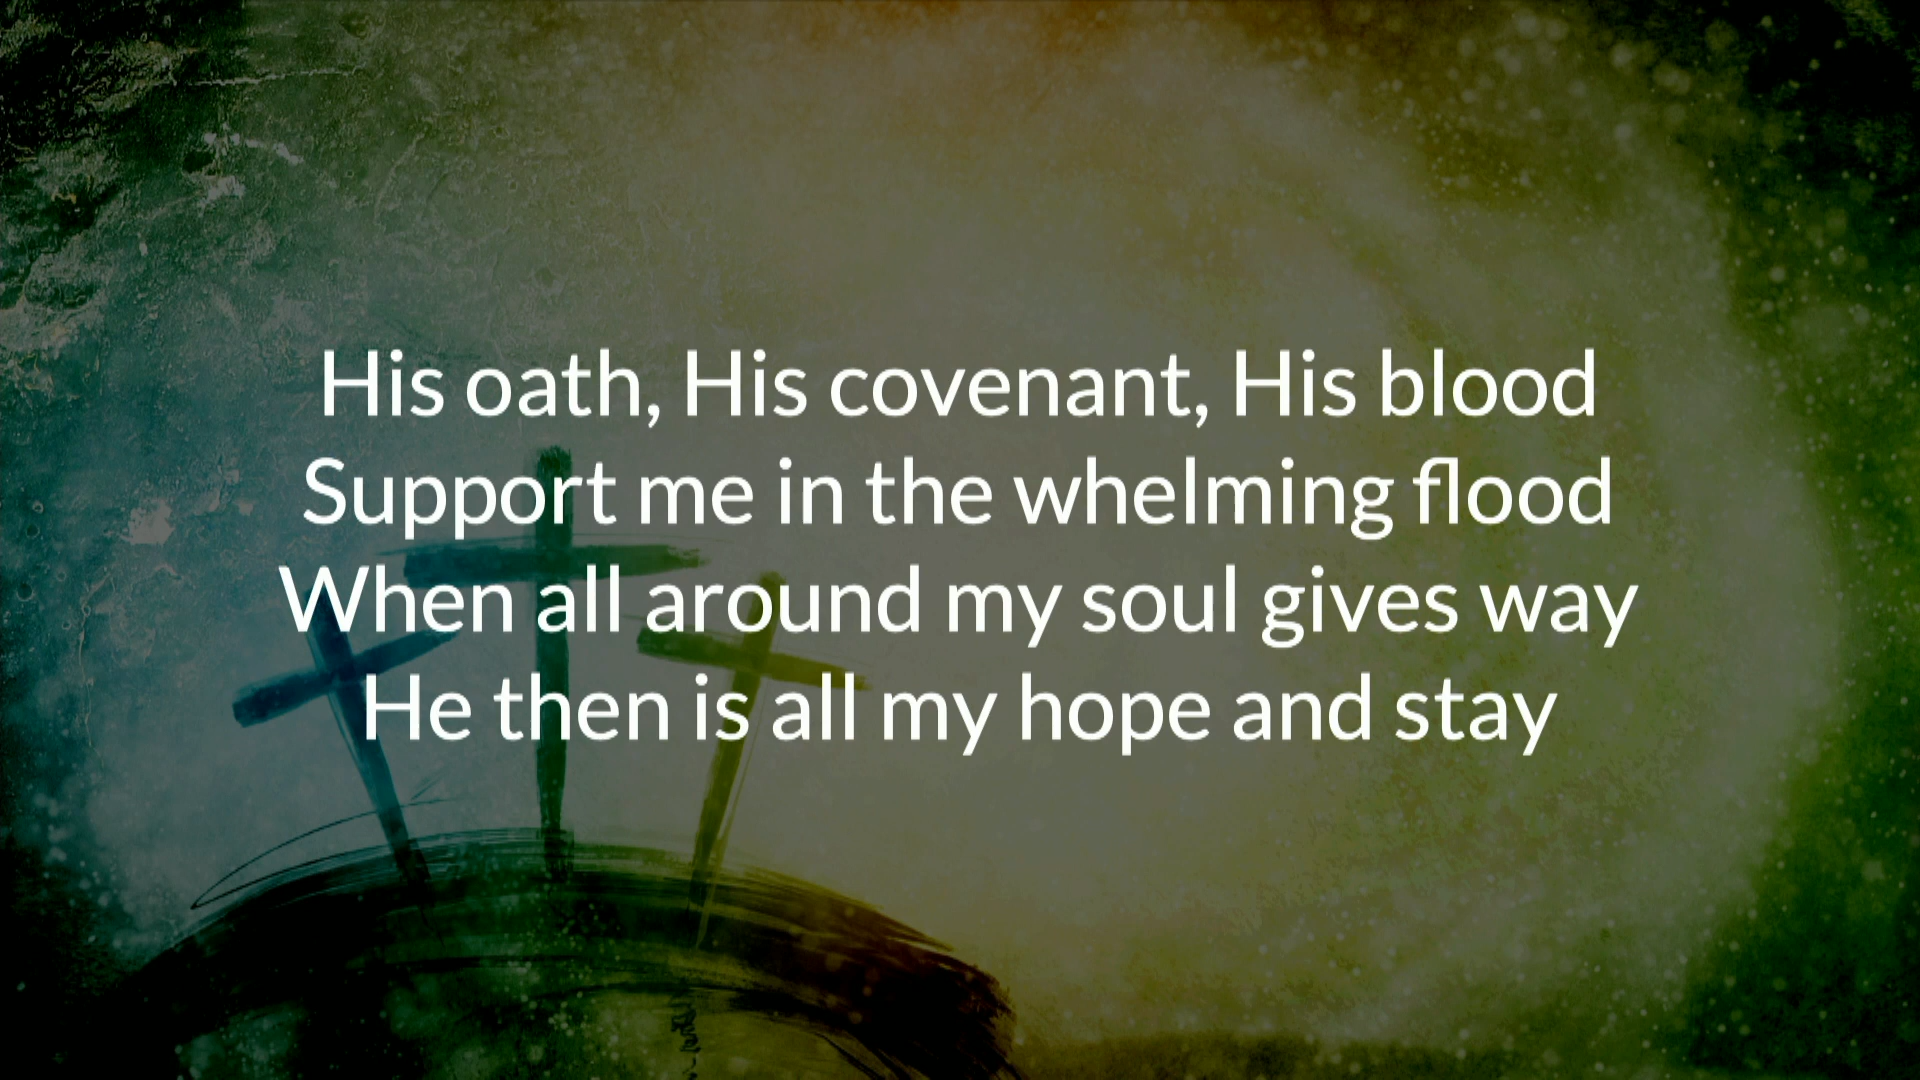 His oath, His covenant, His blood
Support me in the whelming flood
When all around my soul gives way
He then is all my hope and stay